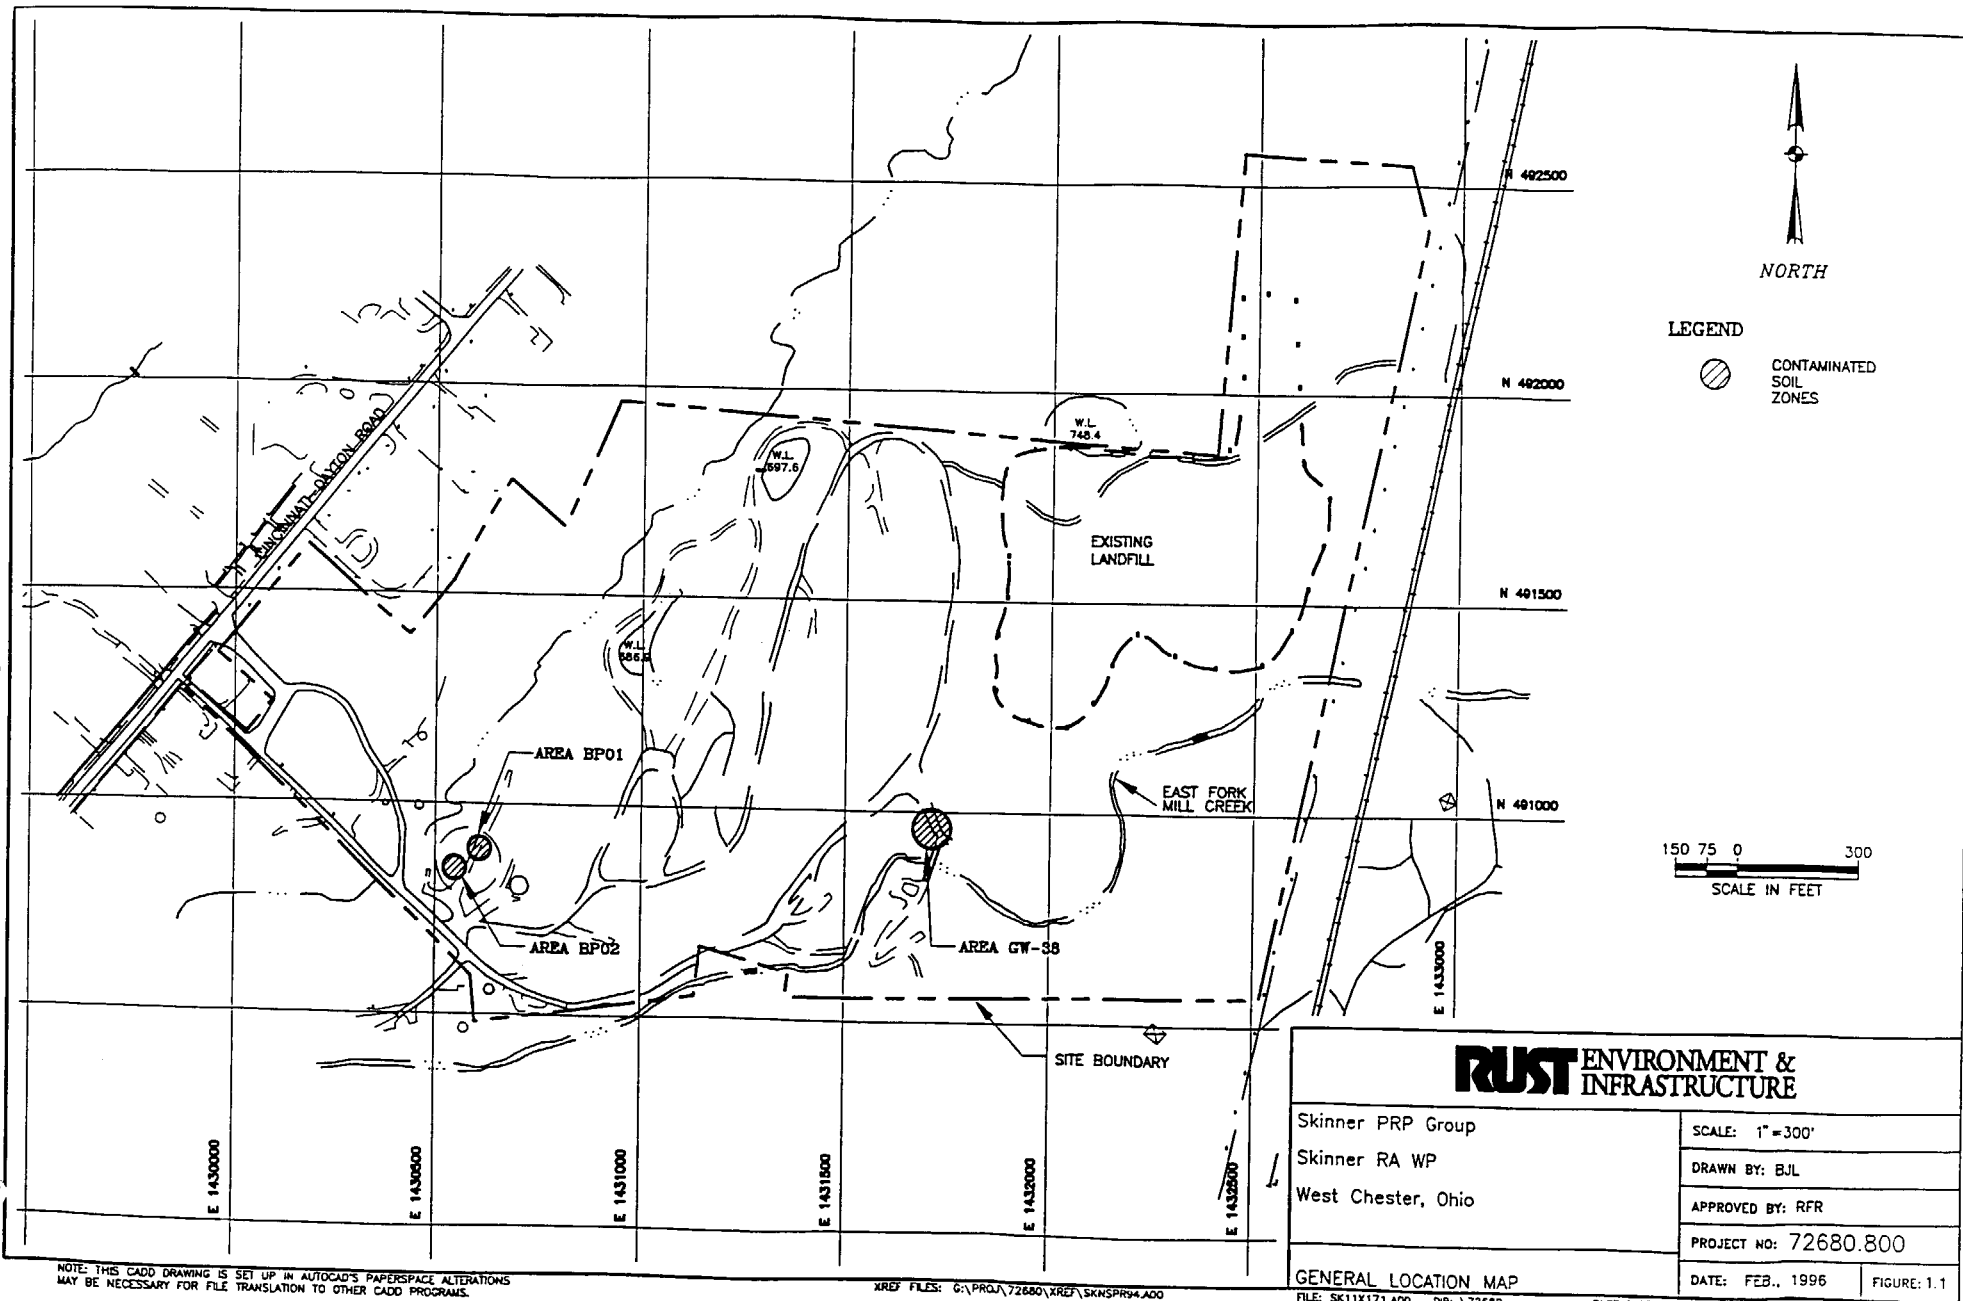 N 492500
NORTH
LEGEND
CONTAMINATED
SOIL
ZONES
N 492000
CINCINNATI-DAYTON ROAD
W.L.
748.4
W.L.
697.6
EXISTING
LANDFILL
N 491500
W.L.
AREA BP01
EAST FORK
MILL CREEK
N 491000
150 75 0 300
SCALE IN FEET
AREA BP02
AREA GW-38
SITE BOUNDARY
E 1430000
E 1430500
E 1431000
E 1431500
E 1432000
E 1432500
E 1433000
RUST ENVIRONMENT &
INFRASTRUCTURE
Skinner PRP Group
Skinner RA WP
West Chester, Ohio
SCALE: 1"=300'
DRAWN BY: BJL
APPROVED BY: RFR
PROJECT NO: 72680.800
GENERAL LOCATION MAP
DATE: FEB., 1996
FIGURE: 1.1
NOTE: THIS CADD DRAWING IS SET UP IN AUTOCAD'S PAPERSPACE ALTERATIONS
MAY BE NECESSARY FOR FILE TRANSLATION TO OTHER CADD PROGRAMS.
XREF FILES: G:\PROJ\72680\XREF\SKNSPR94.A00